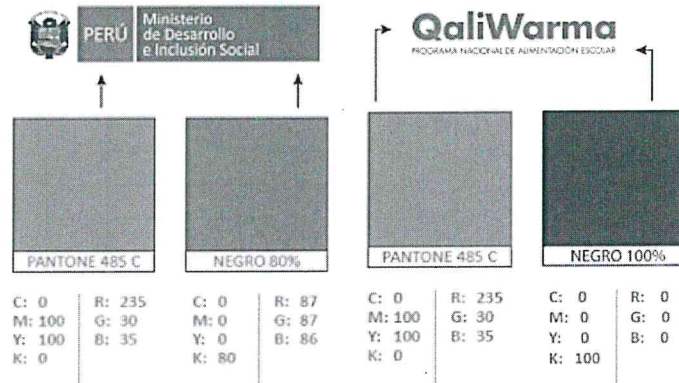 PERÚ
Ministerio
de Desarrollo
e Inclusión Social
QaliWarma
PROGRAMA NACIONAL DE ALIMENTACIÓN ESCOLAR
PANTONE 485 C
NEGRO 80%
PANTONE 485 C
NEGRO 100%
C: 0 R: 235 C: 0 R: 87 C: 0 R: 235 C: 0 R: 0
M: 100 G: 30 M: 0 G: 87 M: 100 G: 30 M: 0 G: 0
Y: 100 B: 35 Y: 0 B: 86 Y: 100 B: 35 Y: 0 B: 0
K: 0 K: 80 K: 0 K: 100